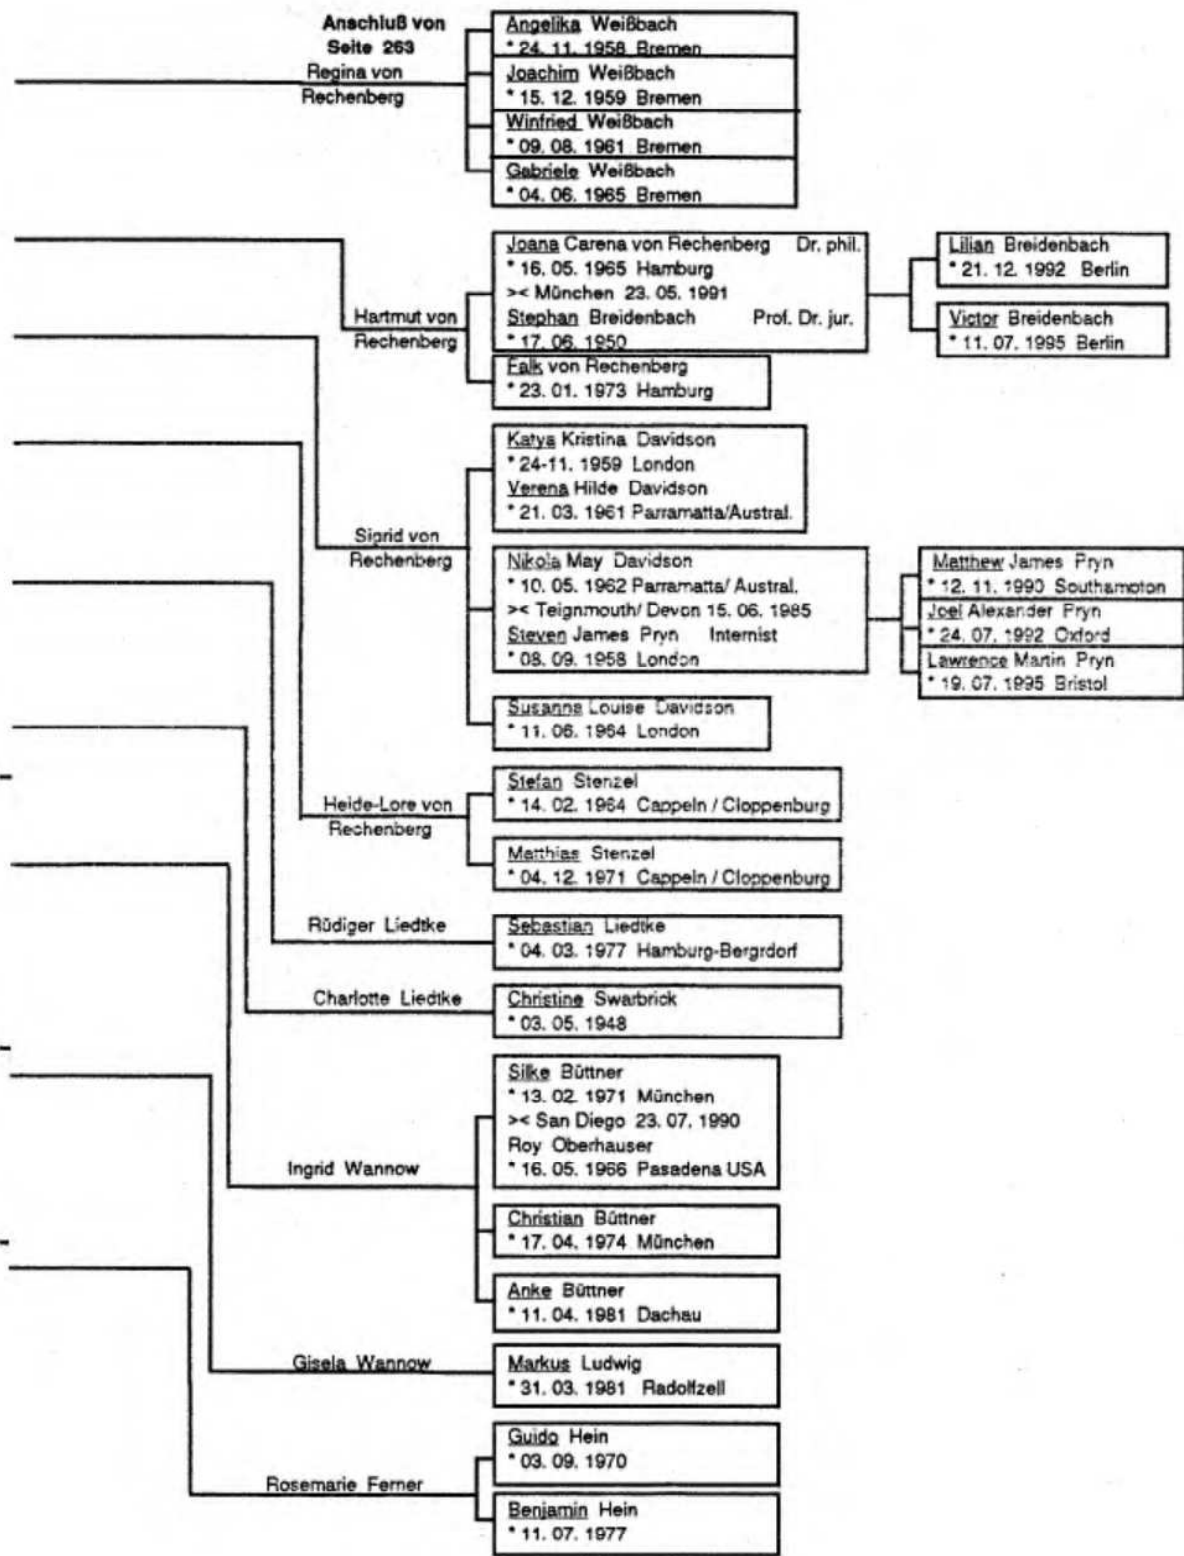 Anschluß von
Seite 263
Regina von
Rechenberg
Angelika Weißbach
* 24. 11. 1958 Bremen
Joachim Weißbach
* 15. 12. 1959 Bremen
Winfried Weißbach
* 09. 08. 1961 Bremen
Gabriele Weißbach
* 04. 06. 1965 Bremen
Hartmut von
Rechenberg
Joana Carena von Rechenberg Dr. phil.
* 16. 05. 1965 Hamburg
>< München 23. 05. 1991
Stephan Breidenbach Prof. Dr. jur.
* 17. 06. 1950
Lilian Breidenbach
* 21. 12. 1992 Berlin
Victor Breidenbach
* 11. 07. 1995 Berlin
Falk von Rechenberg
* 23. 01. 1973 Hamburg
Sigrid von
Rechenberg
Katya Kristina Davidson
* 24-11. 1959 London
Verena Hilde Davidson
* 21. 03. 1961 Parramatta/Austral.
Nikola May Davidson
* 10. 05. 1962 Parramatta/ Austral.
>< Teignmouth/ Devon 15. 06. 1985
Steven James Pryn Internist
* 08. 09. 1958 London
Matthew James Pryn
* 12. 11. 1990 Southampton
Joel Alexander Pryn
* 24. 07. 1992 Oxford
Lawrence Martin Pryn
* 19. 07. 1995 Bristol
Susanna Louise Davidson
* 11. 06. 1964 London
Heide-Lore von
Rechenberg
Stefan Stenzel
* 14. 02. 1964 Cappeln / Cloppenburg
Matthias Stenzel
* 04. 12. 1971 Cappeln / Cloppenburg
Rüdiger Liedtke
Sebastian Liedtke
* 04. 03. 1977 Hamburg-Bergrdorf
Charlotte Liedtke
Christine Swarbrick
* 03. 05. 1948
Ingrid Wannow
Silke Büttner
* 13. 02. 1971 München
>< San Diego 23. 07. 1990
Roy Oberhauser
* 16. 05. 1966 Pasadena USA
Christian Büttner
* 17. 04. 1974 München
Anke Büttner
* 11. 04. 1981 Dachau
Gisela Wannow
Markus Ludwig
* 31. 03. 1981 Radolfzell
Rosemarie Ferner
Guido Hein
* 03. 09. 1970
Benjamin Hein
* 11. 07. 1977